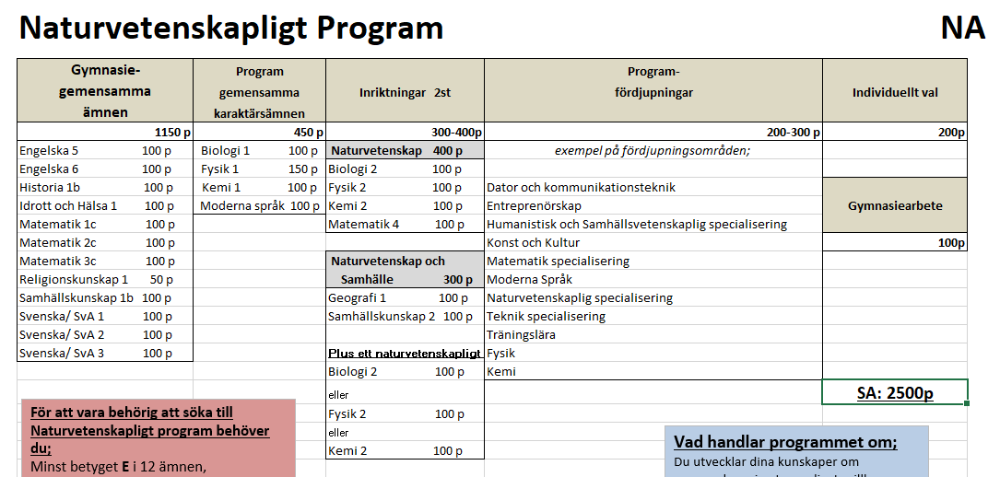 Naturvetenskapligt Program
NA
Gymnasie-
gemensamma
ämnen
1150 p
Engelska 5 100 p
Engelska 6 100 p
Historia 1b 100 p
Idrott och Hälsa 1 100 p
Matematik 1c 100 p
Matematik 2c 100 p
Matematik 3c 100 p
Religionskunskap 1 50 p
Samhällskunskap 1b 100 p
Svenska/ SvA 1 100 p
Svenska/ SvA 2 100 p
Svenska/ SvA 3 100 p
Program
gemensamma
karaktärsämnen
450 p
Biologi 1 100 p
Fysik 1 150 p
Kemi 1 100 p
Moderna språk 100 p
Inriktningar 2st
300-400p
Naturvetenskap 400 p
Biologi 2 100 p
Fysik 2 100 p
Kemi 2 100 p
Matematik 4 100 p
Naturvetenskap och
Samhälle 300 p
Geografi 1 100 p
Samhällskunskap 2 100 p
Plus ett naturvetenskapligt
Biologi 2 100 p
eller
Fysik 2 100 p
eller
Kemi 2 100 p
Program-
fördjupningar
200-300 p
exempel på fördjupningsområden;
Dator och kommunikationsteknik
Entreprenörskap
Humanistisk och Samhällsvetenskaplig specialisering
Konst och Kultur
Matematik specialisering
Moderna Språk
Naturvetenskaplig specialisering
Teknik specialisering
Träningslära
Fysik
Kemi
Individuellt val
200p
Gymnasiearbete
100p
SA: 2500p
För att vara behörig att söka till
Naturvetenskapligt program behöver
du;
Minst betyget E i 12 ämnen,
Vad handlar programmet om;
Du utvecklar dina kunskaper om